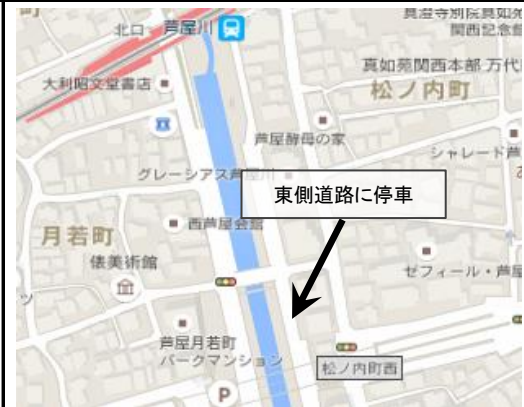 北口
芦屋川
真如苑関西本部 万代
大利昭文堂書店
松ノ内町
芦屋酵母の家
シャレード芦
グレーシアス芦屋川
東側道路に停車
西芦屋会館
月若町
俵美術館
ゼフィール・芦屋
芦屋月若町
パークマンション
松ノ内町西
P